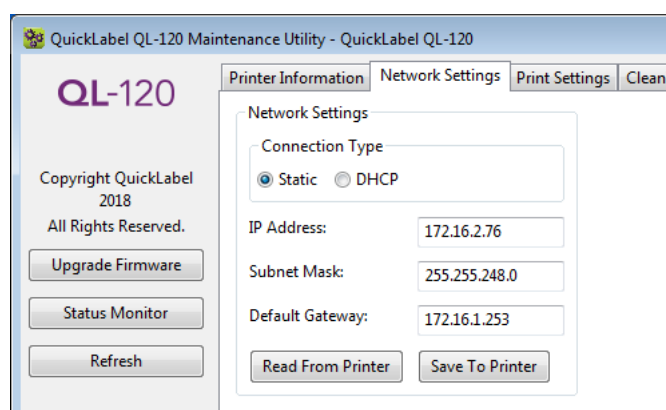 QuickLabel QL-120 Maintenance Utility - QuickLabel QL-120
QL-120
Copyright QuickLabel
2018
All Rights Reserved.
Upgrade Firmware
Status Monitor
Refresh
Printer Information Network Settings Print Settings Clean
Network Settings
Connection Type
Static DHCP
IP Address: 172.16.2.76
Subnet Mask: 255.255.248.0
Default Gateway: 172.16.1.253
Read From Printer Save To Printer